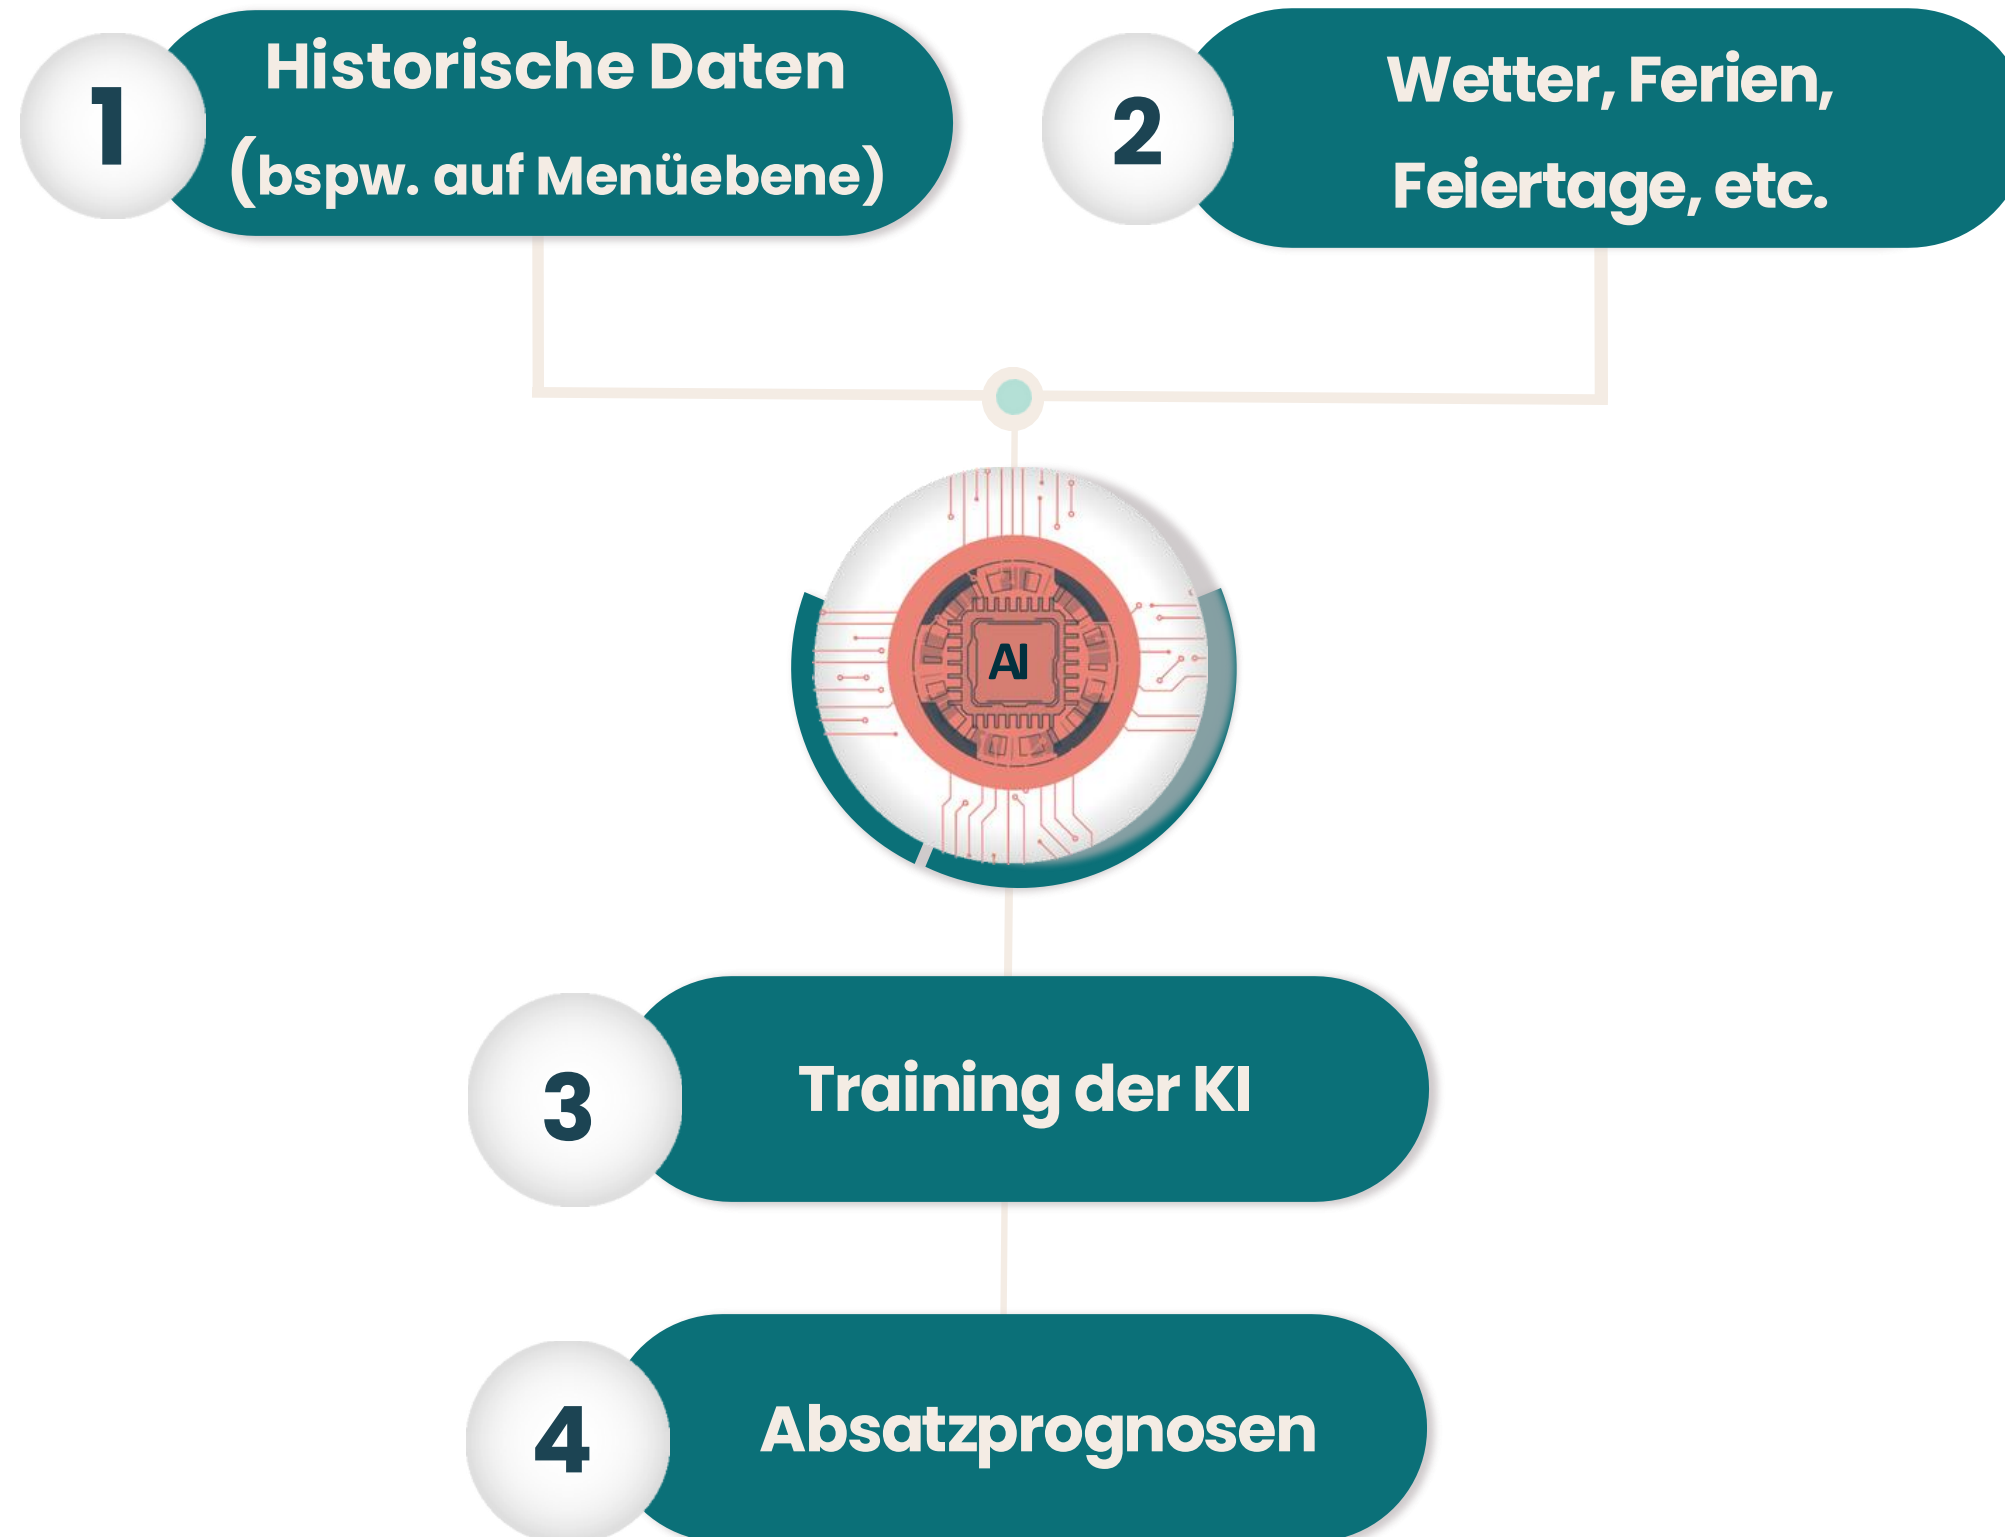 1
Historische Daten
(bspw. auf Menüebene)
2
Wetter, Ferien,
Feiertage, etc.
AI
3
Training der KI
4
Absatzprognosen